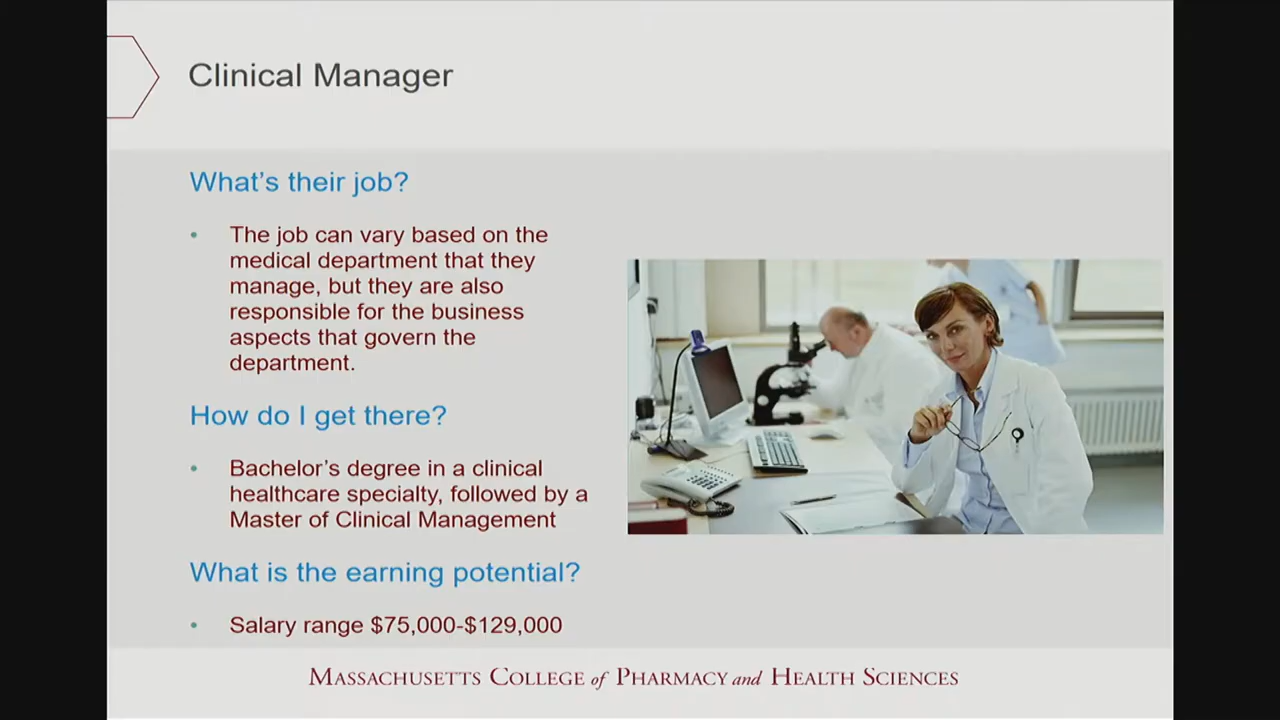 Clinical Manager
What's their job?
• The job can vary based on the
medical department that they
manage, but they are also
responsible for the business
aspects that govern the
department.
How do I get there?
• Bachelor's degree in a clinical
healthcare specialty, followed by a
Master of Clinical Management
What is the earning potential?
• Salary range $75,000-$129,000
MASSACHUSETTS COLLEGE of PHARMACY and HEALTH SCIENCES